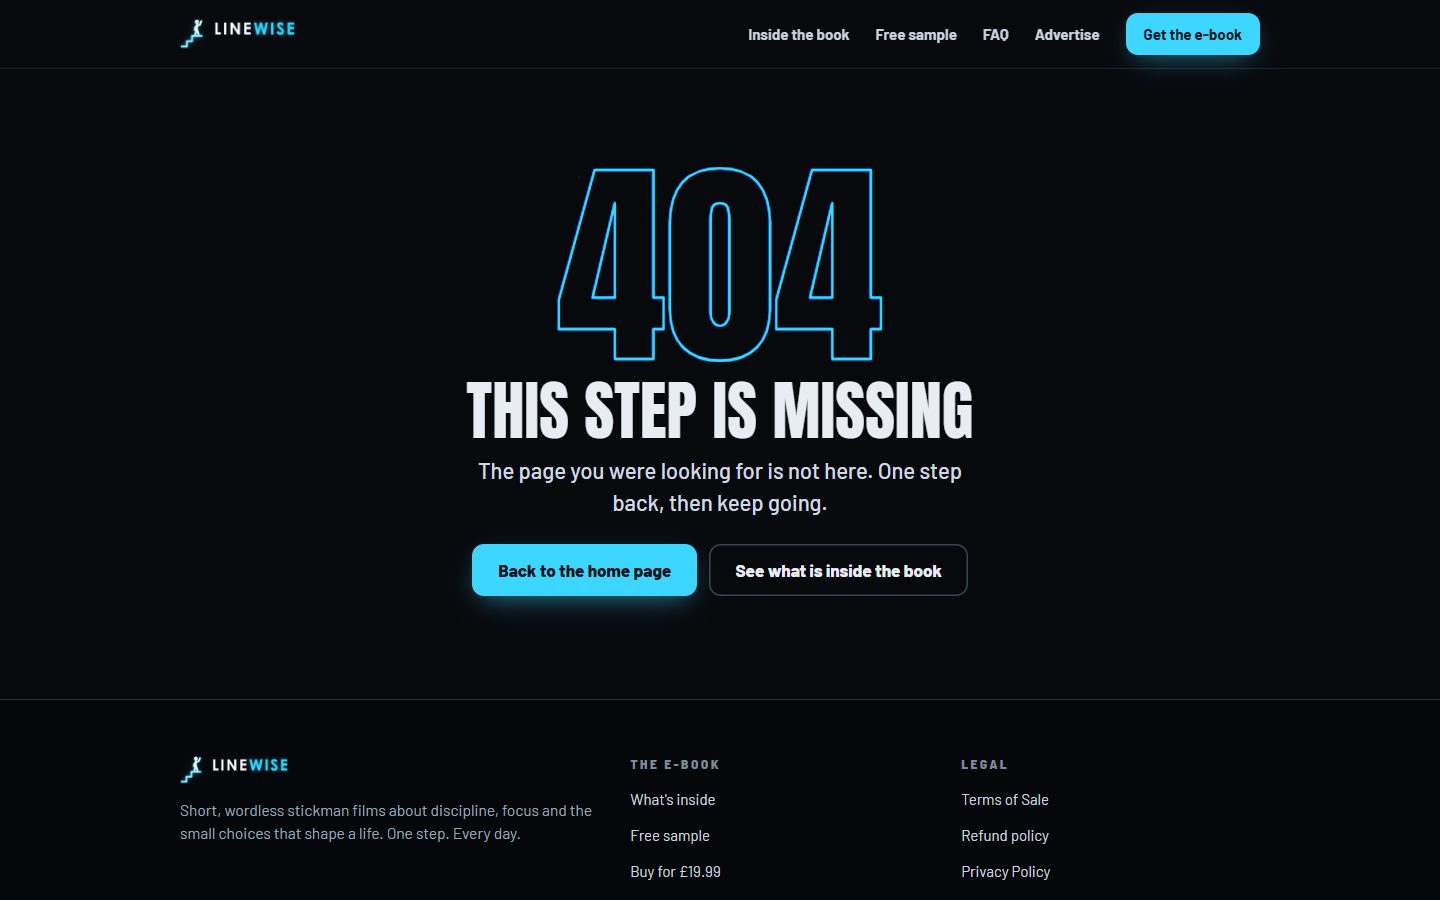 LINEWISE
Inside the book
Free sample
FAQ
Advertise
Get the e-book
404
THIS STEP IS MISSING
The page you were looking for is not here. One step
back, then keep going.
Back to the home page
See what is inside the book
LINEWISE
Short, wordless stickman films about discipline, focus and the
small choices that shape a life. One step. Every day.
THE E-BOOK
What's inside
Free sample
Buy for £19.99
LEGAL
Terms of Sale
Refund policy
Privacy Policy